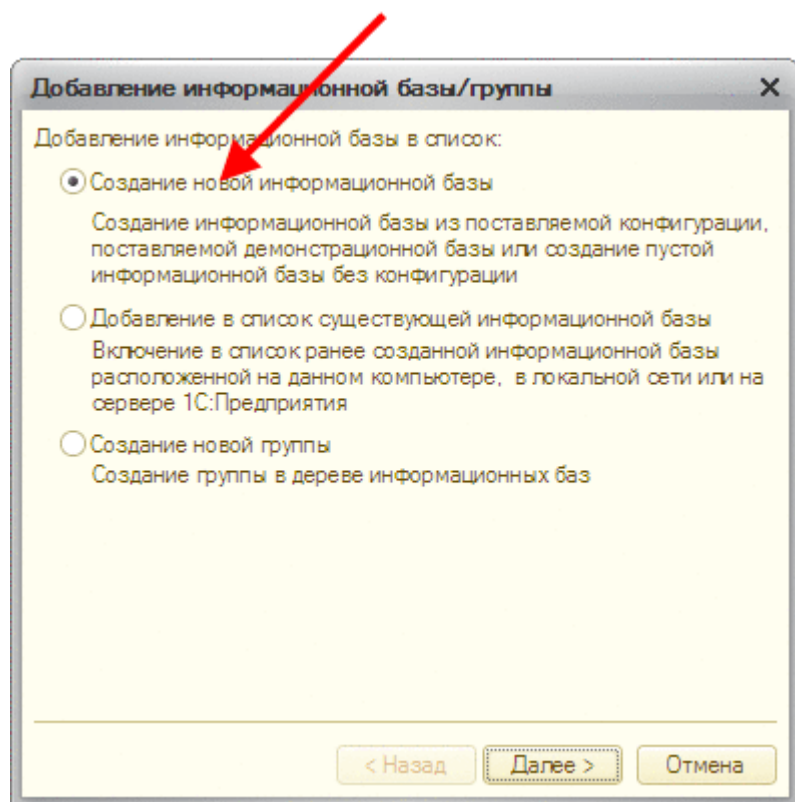 Добавление информационной базы/группы
Добавление информационной базы в список:
Создание новой информационной базы
Создание информационной базы из поставляемой конфигурации,
поставляемой демонстрационной базы или создание пустой
информационной базы без конфигурации
Добавление в список существующей информационной базы
Включение в список ранее созданной информационной базы
расположенной на данном компьютере, в локальной сети или на
сервере 1С:Предприятия
Создание новой группы
Создание группы в дереве информационных баз
< Назад Далее > Отмена